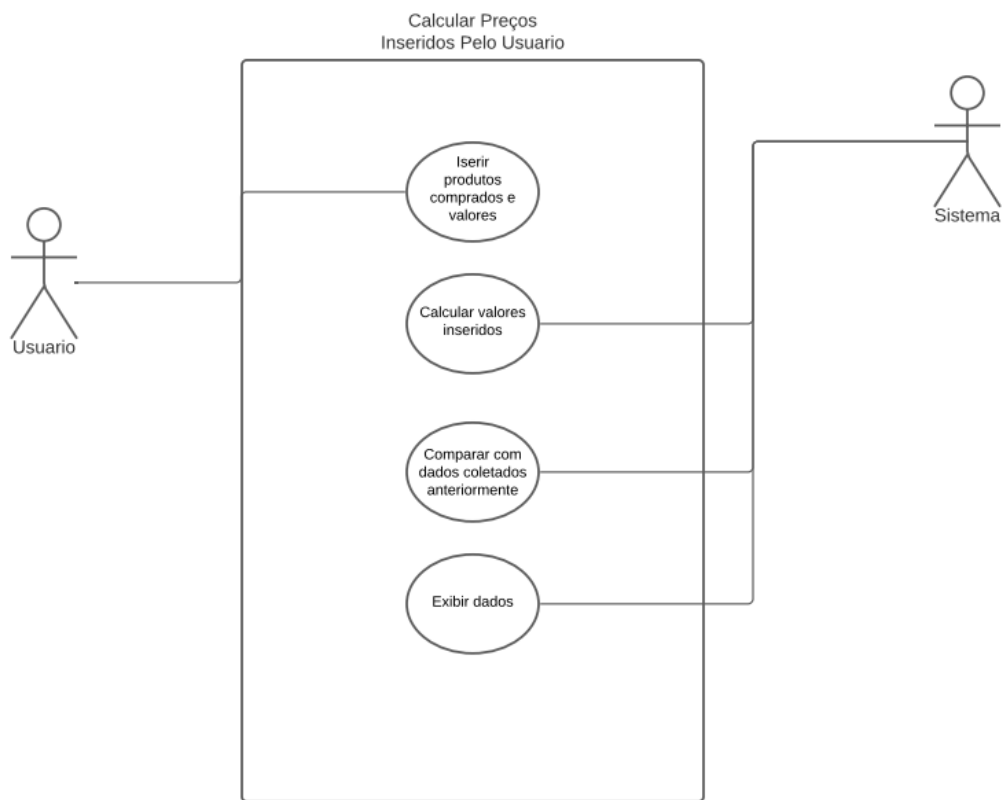 Calcular Preços
Inseridos Pelo Usuario
Iserir
produtos
comprados e
valores
Sistema
Usuario
Calcular valores
inseridos
Comparar com
dados coletados
anteriormente
Exibir dados